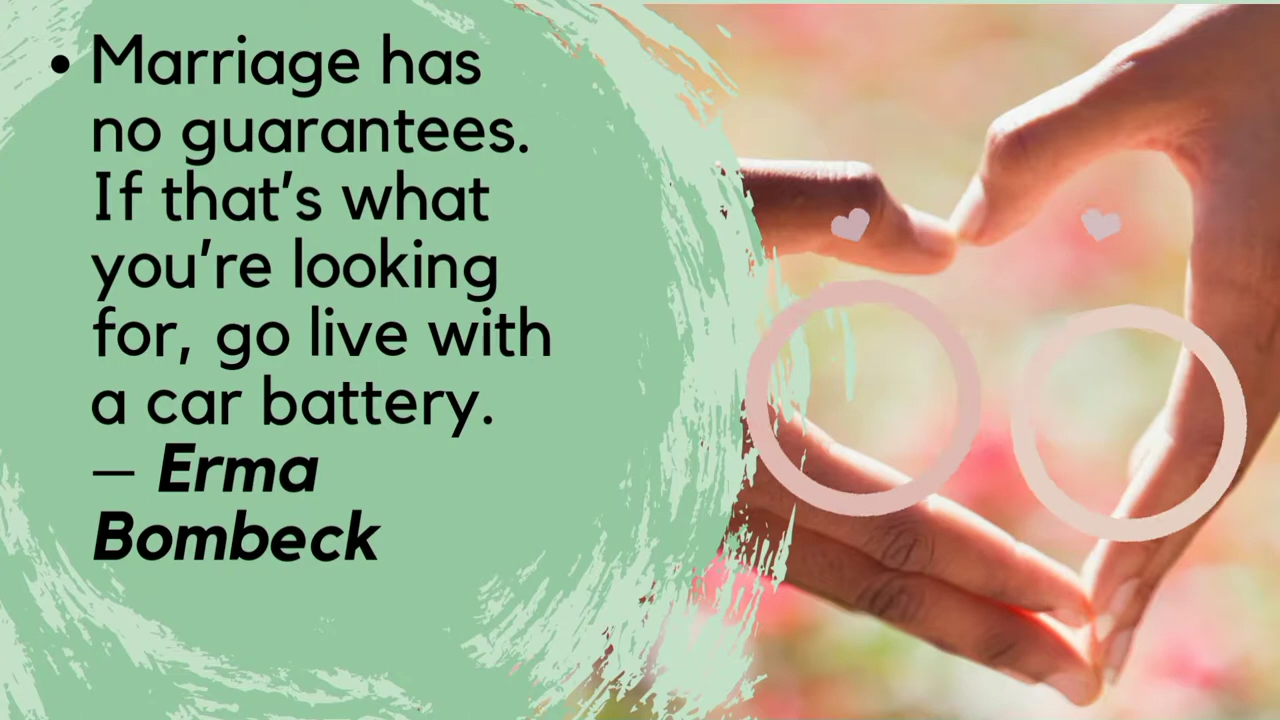 • Marriage has
no guarantees.
If that’s what
you’re looking
for, go live with
a car battery.
— Erma
Bombeck